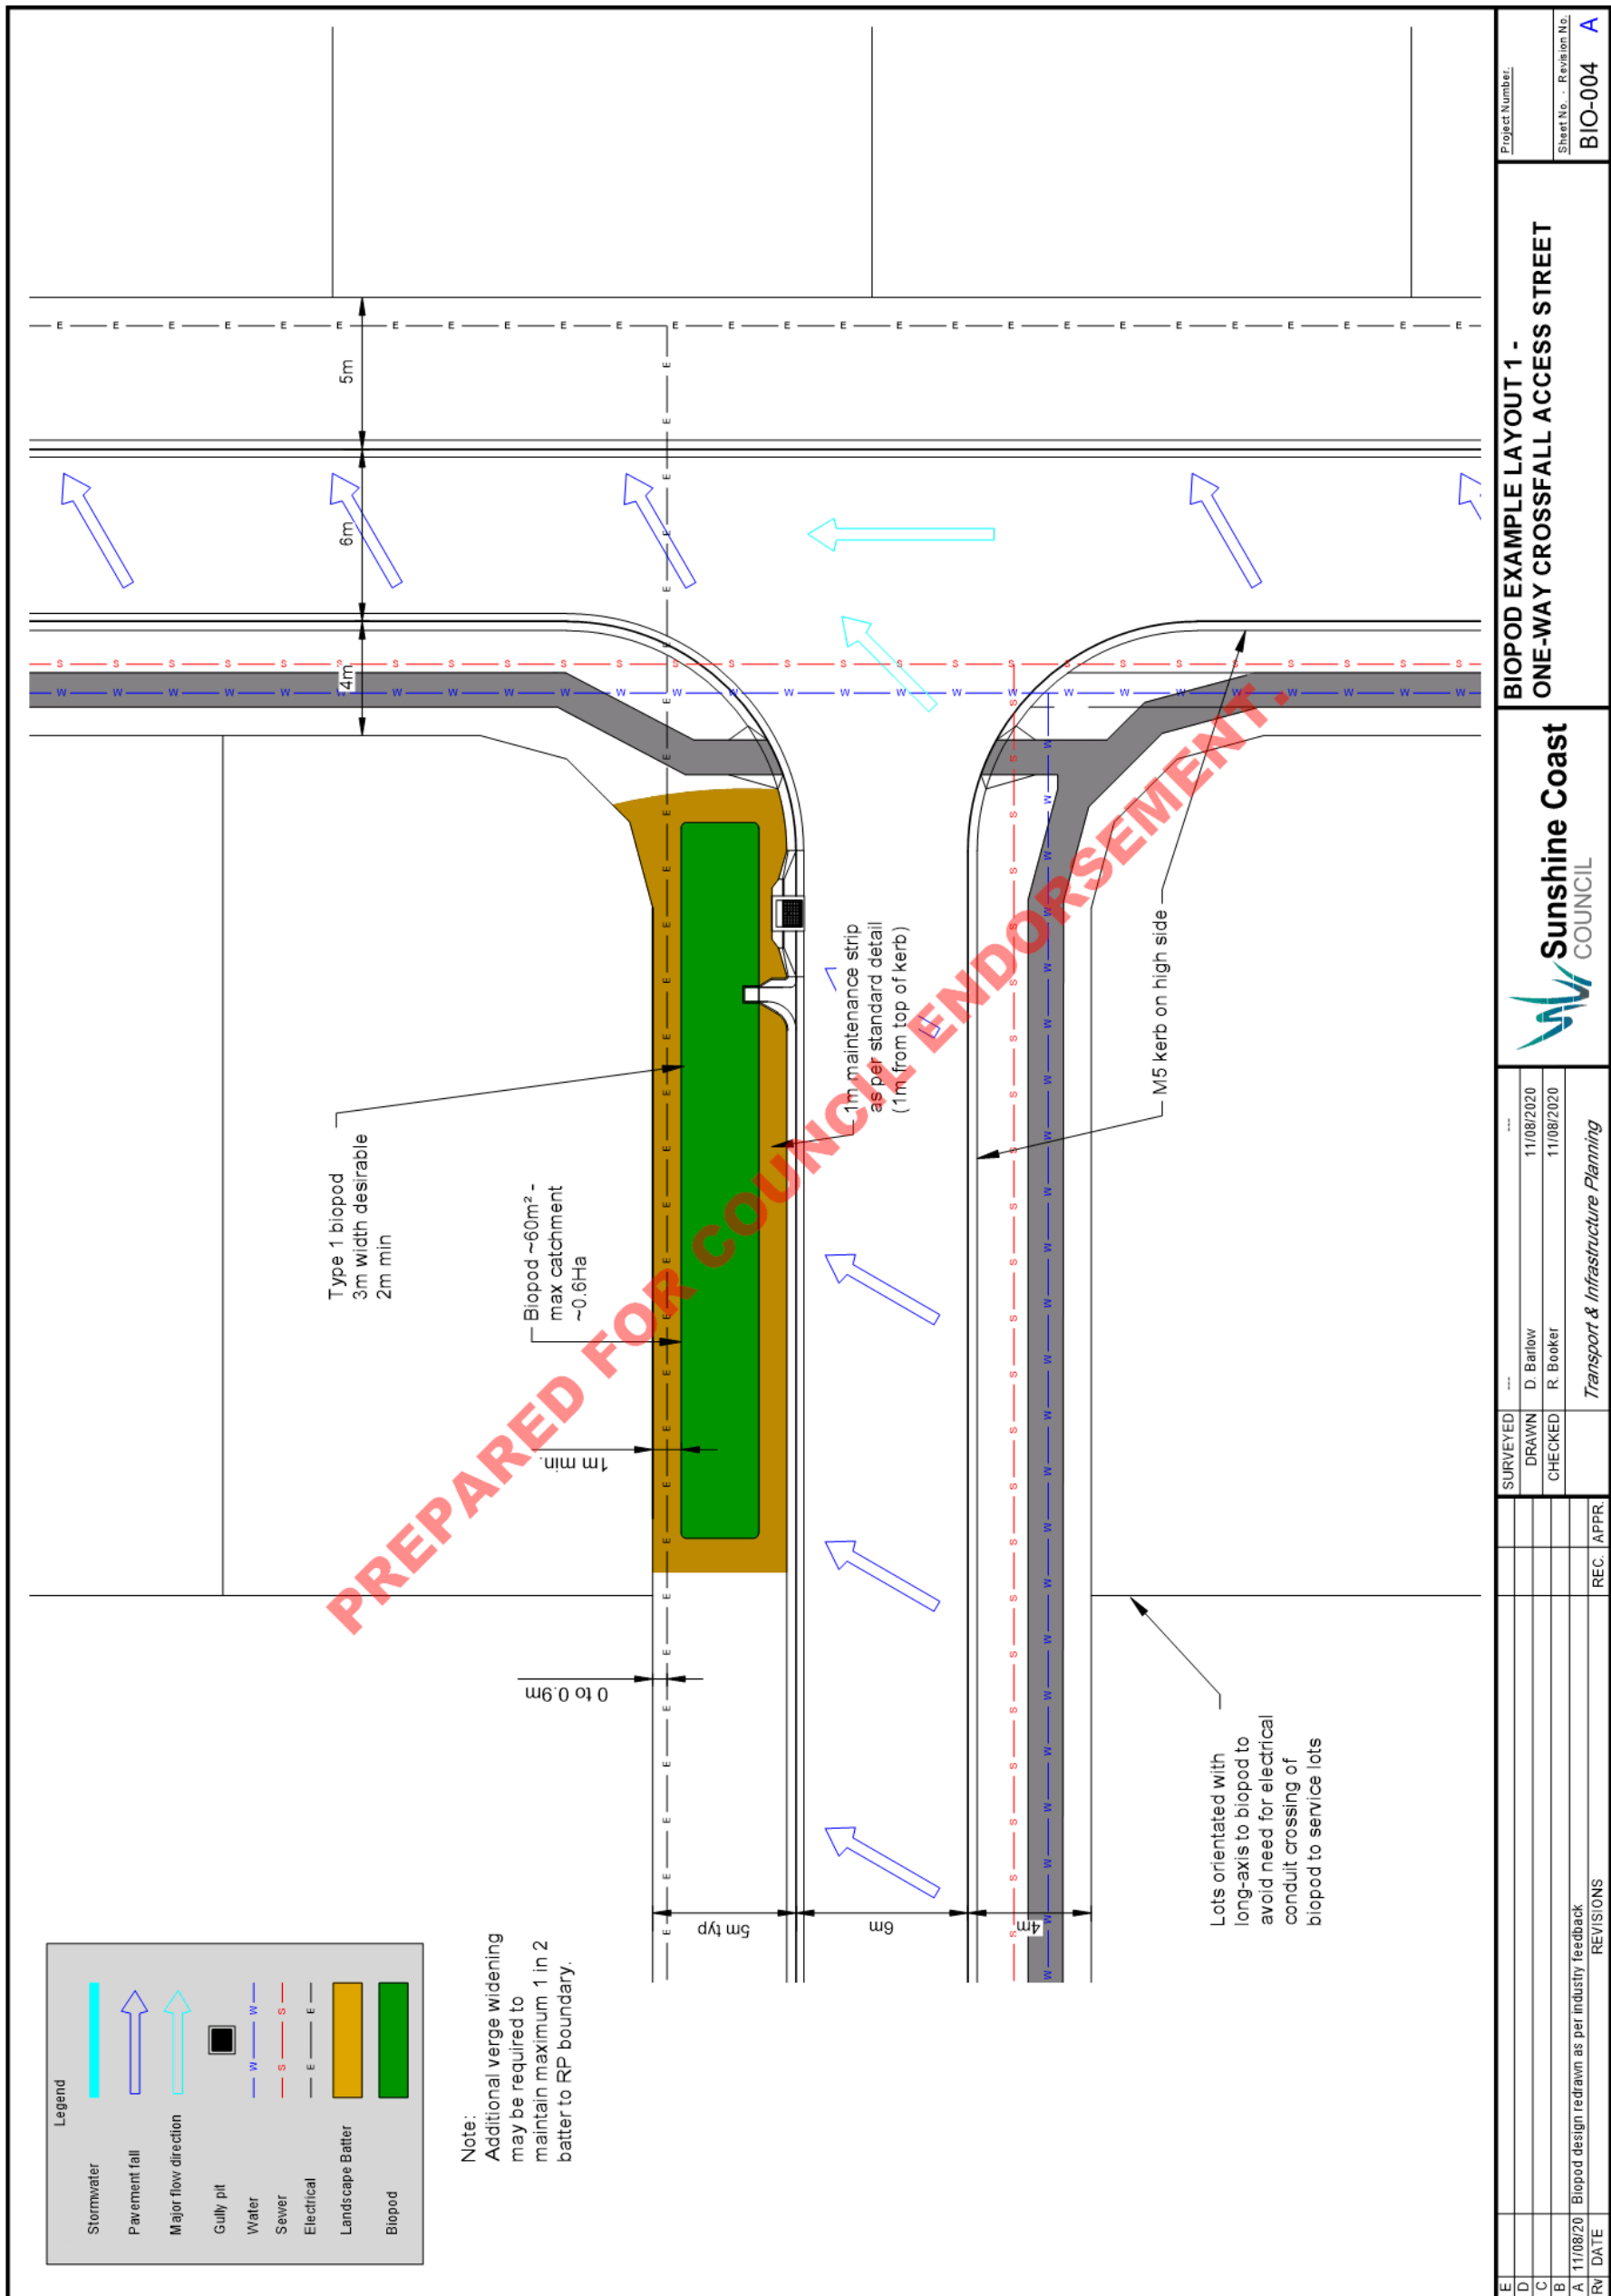 Legend
Stormwater
Pavement fall
Major flow direction
Gully pit
Water
W W
Sewer
S S
Electrical
E E
Landscape Batter
Biopod
Note:
Additional verge widening
may be required to
maintain maximum 1 in 2
batter to RP boundary.
Type 1 biopod
3m width desirable
2m min
Biopod ~60m² -
max catchment
~0.6Ha
1m min.
0 to 0.9m
5m typ
6m
4m
4m
6m
5m
1m maintenance strip
as per standard detail
(1m from top of kerb)
M5 kerb on high side
Lots orientated with
long-axis to biopod to
avoid need for electrical
conduit crossing of
biopod to service lots
PREPARED FOR COUNCIL ENDORSEMENT.
E
D
C
B
A 11/08/20 Biopod design redrawn as per industry feedback
Rv DATE REVISIONS REC. APPR.
SURVEYED --- ---
DRAWN D. Barlow 11/08/2020
CHECKED R. Booker 11/08/2020
Transport & Infrastructure Planning
Sunshine Coast
COUNCIL
BIOPOD EXAMPLE LAYOUT 1 -
ONE-WAY CROSSFALL ACCESS STREET
Project Number.
Sheet No. - Revision No.
BIO-004 A